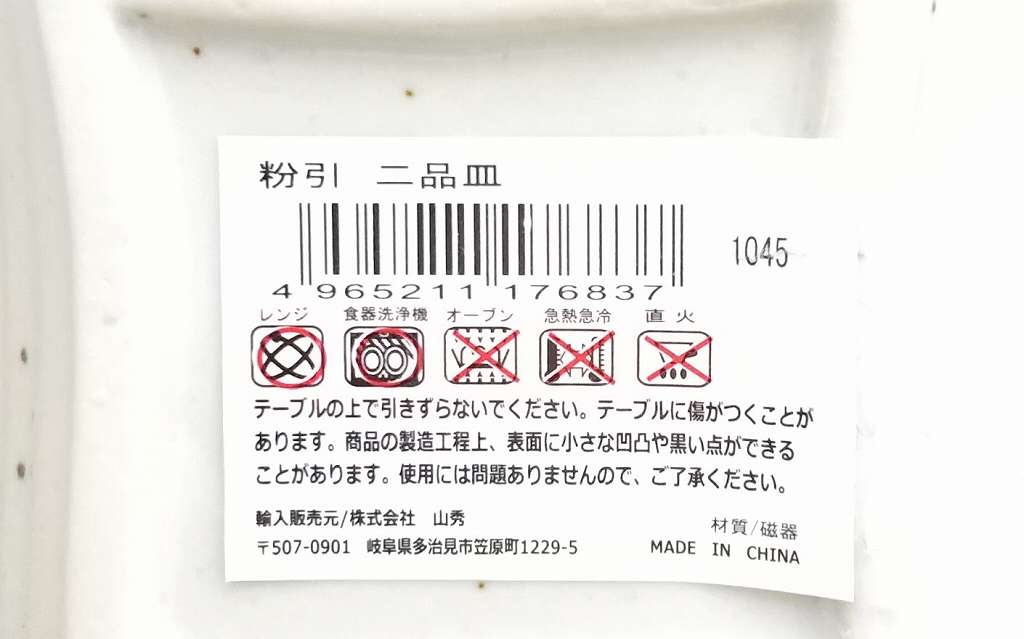 粉引 二品皿
1045
4 965211 176837
レンジ 食器洗浄機 オーブン 急熱急冷 直火
テーブルの上で引きずらないでください。テーブルに傷がつくことが
あります。商品の製造工程上、表面に小さな凹凸や黒い点ができる
ことがあります。使用には問題ありませんので、ご了承ください。
輸入販売元/株式会社 山秀
〒507-0901 岐阜県多治見市笠原町1229-5
材質/磁器
MADE IN CHINA